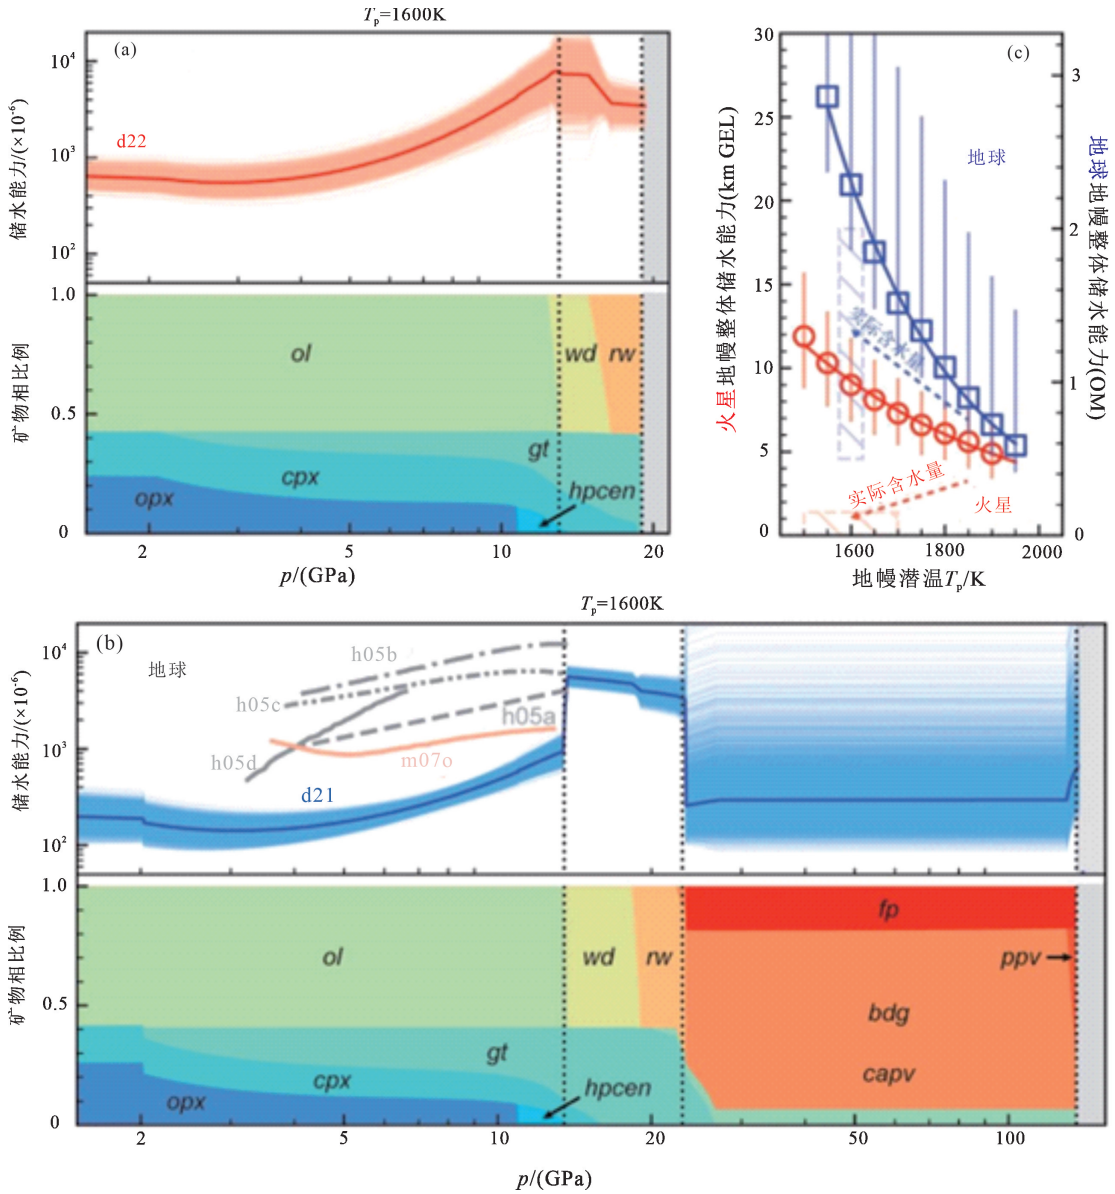 Tp=1600K
(a)
10⁴
10³
10²
储水能力/(×10⁻⁶)
d22
1.0
0.5
0
矿物相比例
ol
wd
rw
gt
cpx
opx
hpcen
2
5
10
20
p/(GPa)
(c)
30
25
20
15
10
5
0
火星地幔整体储水能力(km GEL)
地球
实际含水量
实际含水量
火星
3
2
1
0
地球地幔整体储水能力(OM)
1600
1800
2000
地幔潜温Tp/K
Tp=1600K
(b)
地球
10⁴
10³
10²
储水能力/(×10⁻⁶)
h05b
h05c
h05a
h05d
m07o
d21
1.0
0.5
0
矿物相比例
ol
wd
rw
fp
ppv
bdg
capv
gt
cpx
opx
hpcen
2
5
10
20
50
100
p/(GPa)